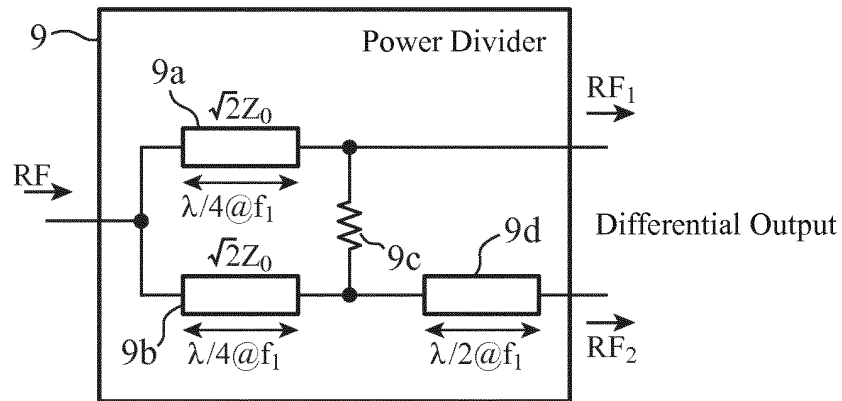 9
Power Divider
9a
√2Z₀
RF₁
RF
λ/4@f₁
9c
9d
Differential Output
√2Z₀
9b
λ/4@f₁
λ/2@f₁
RF₂